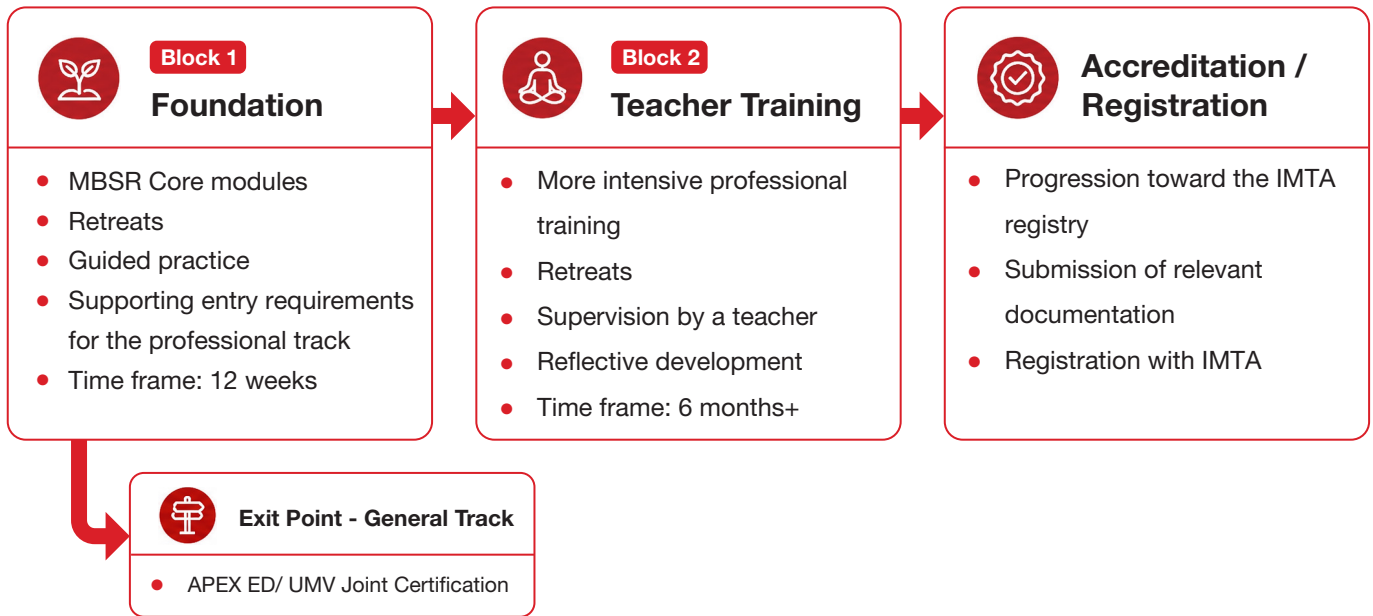 Block 1
Foundation
MBSR Core modules
Retreats
Guided practice
Supporting entry requirements
for the professional track
Time frame: 12 weeks
Block 2
Teacher Training
More intensive professional
training
Retreats
Supervision by a teacher
Reflective development
Time frame: 6 months+
Accreditation /
Registration
Progression toward the IMTA
registry
Submission of relevant
documentation
Registration with IMTA
Exit Point - General Track
APEX ED/ UMV Joint Certification